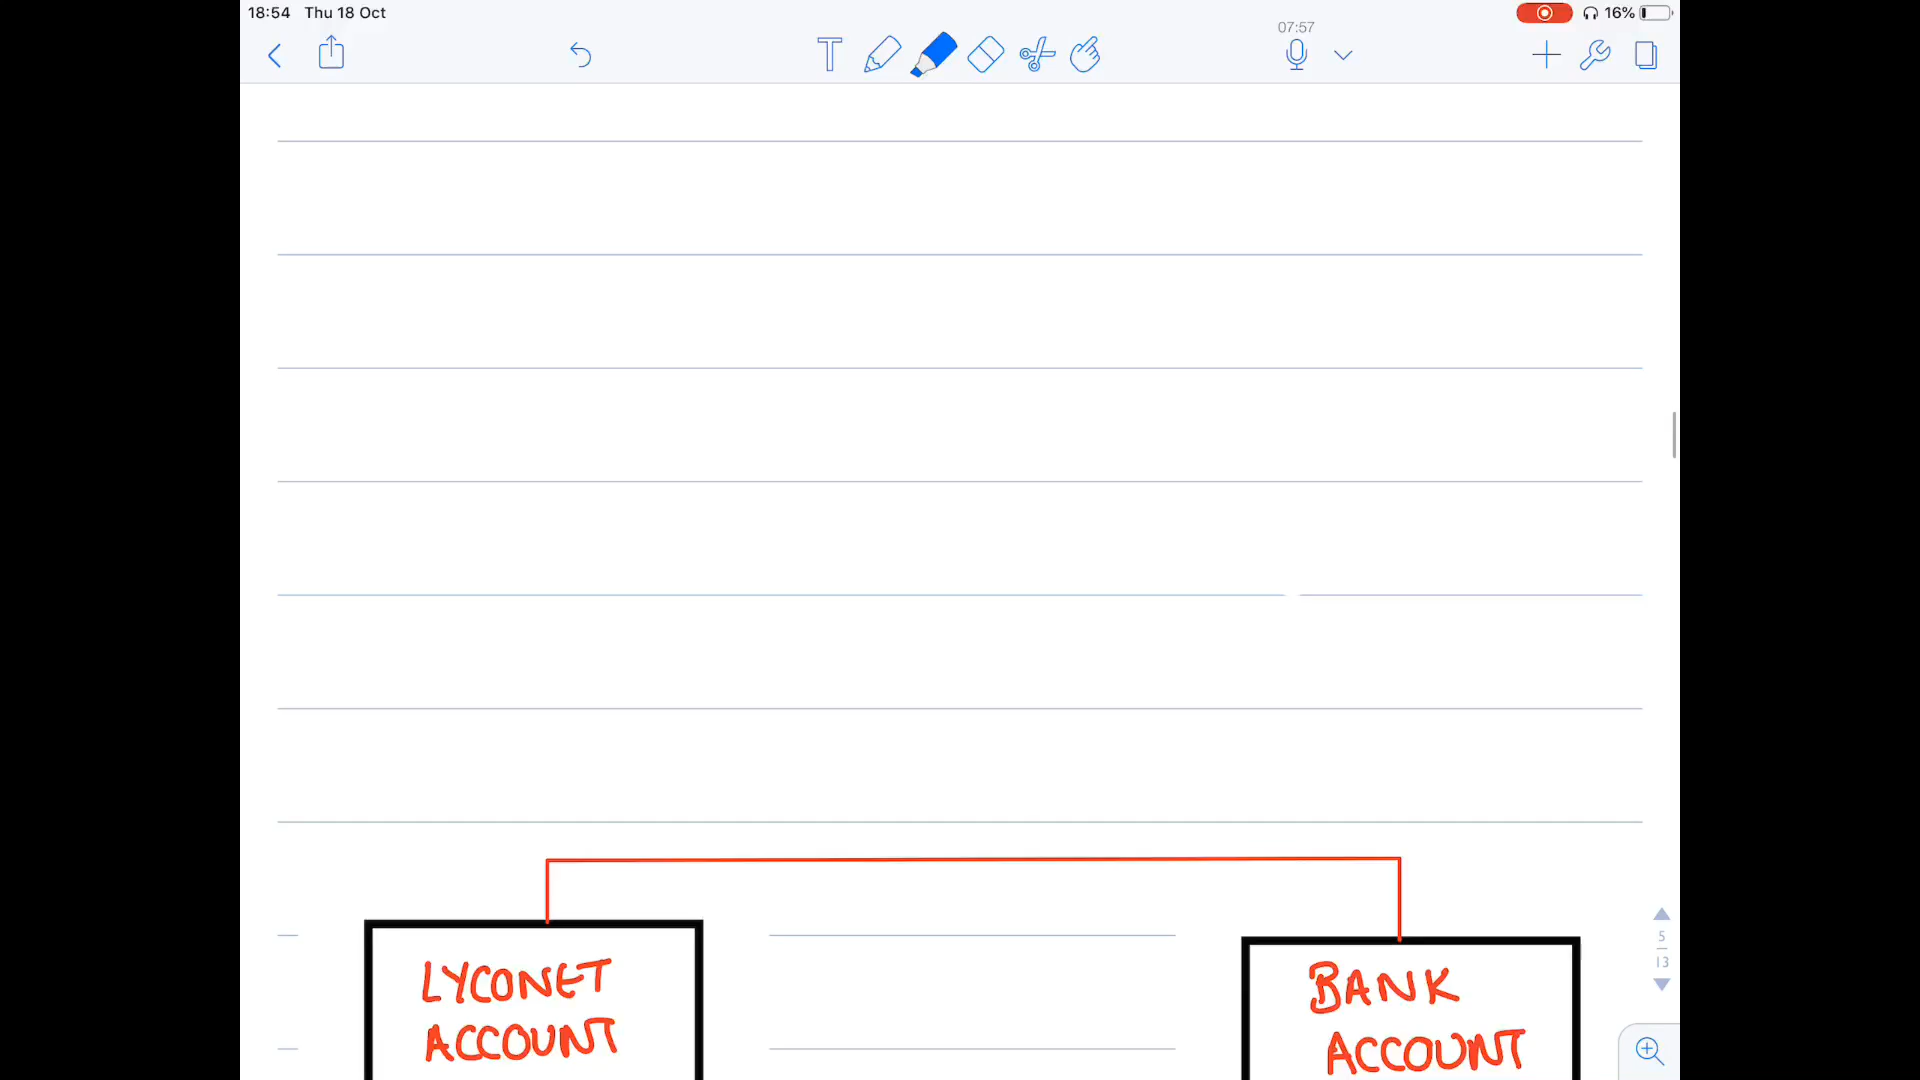 18:54 Thu 18 Oct
16%
07:57
T
5
13
LYCONET
ACCOUNT
BANK
ACCOUNT